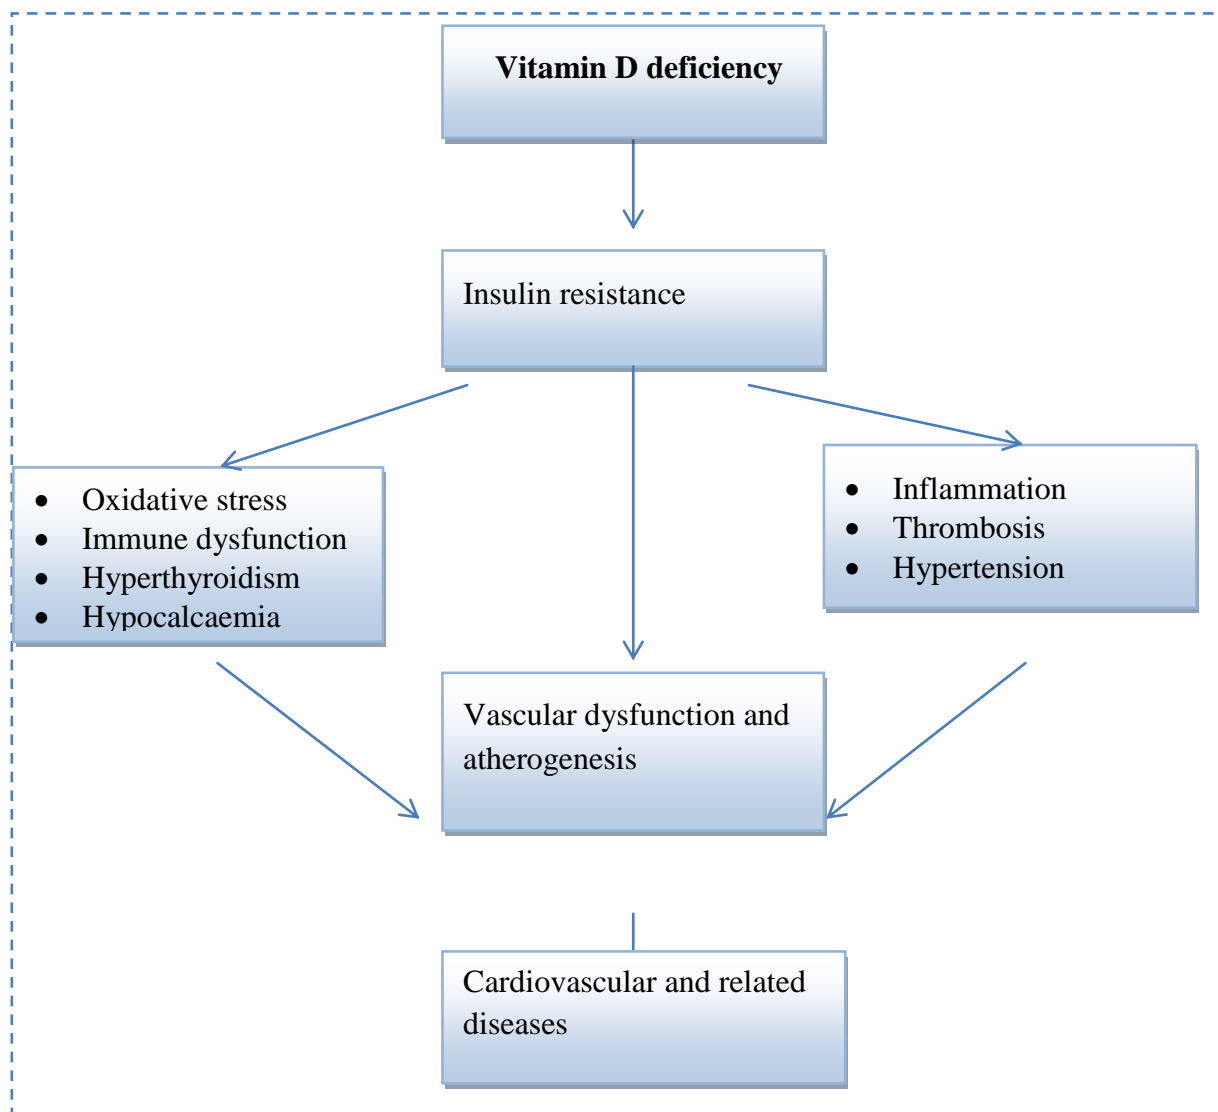 Vitamin D deficiency
Insulin resistance
• Oxidative stress
• Immune dysfunction
• Hyperthyroidism
• Hypocalcaemia
• Inflammation
• Thrombosis
• Hypertension
Vascular dysfunction and
atherogenesis
Cardiovascular and related
diseases